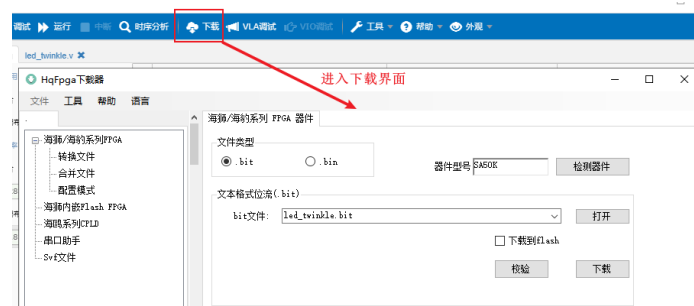 调试 运行 中断 时序分析 下载 VLA调试 VIO调试 工具 帮助 外观
led_twinkle.v
进入下载界面
HqFpga下载器
文件 工具 帮助 语言
海狮/海豹系列FPGA 器件
海狮/海豹系列FPGA
转换文件
合并文件
配置模式
海狮内嵌Flash FPGA
海鸥系列CPLD
串口助手
Svf文件
文件类型
.bit .bin
器件型号 SA50K 检测器件
文本格式位流(.bit)
bit文件: led_twinkle.bit 打开
下载到flash
校验 下载